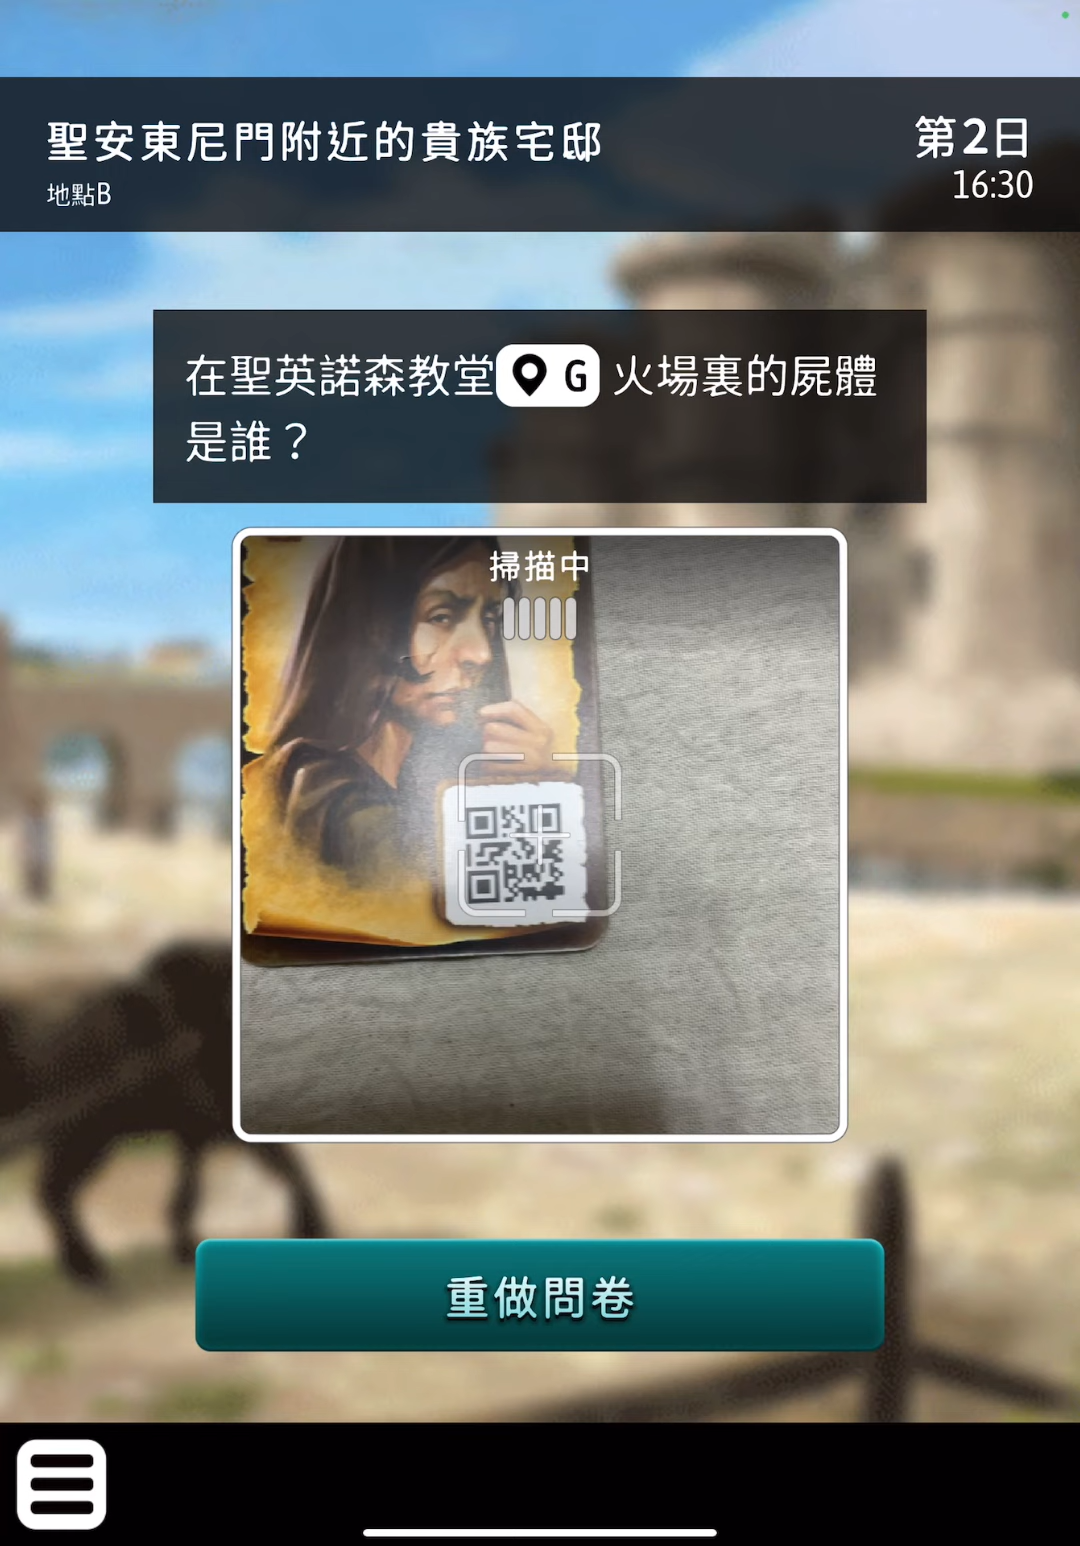 聖安東尼門附近的貴族宅邸
地點B
第2日
16:30
在聖英諾森教堂 G 火場裏的屍體
是誰？
掃描中
重做問卷